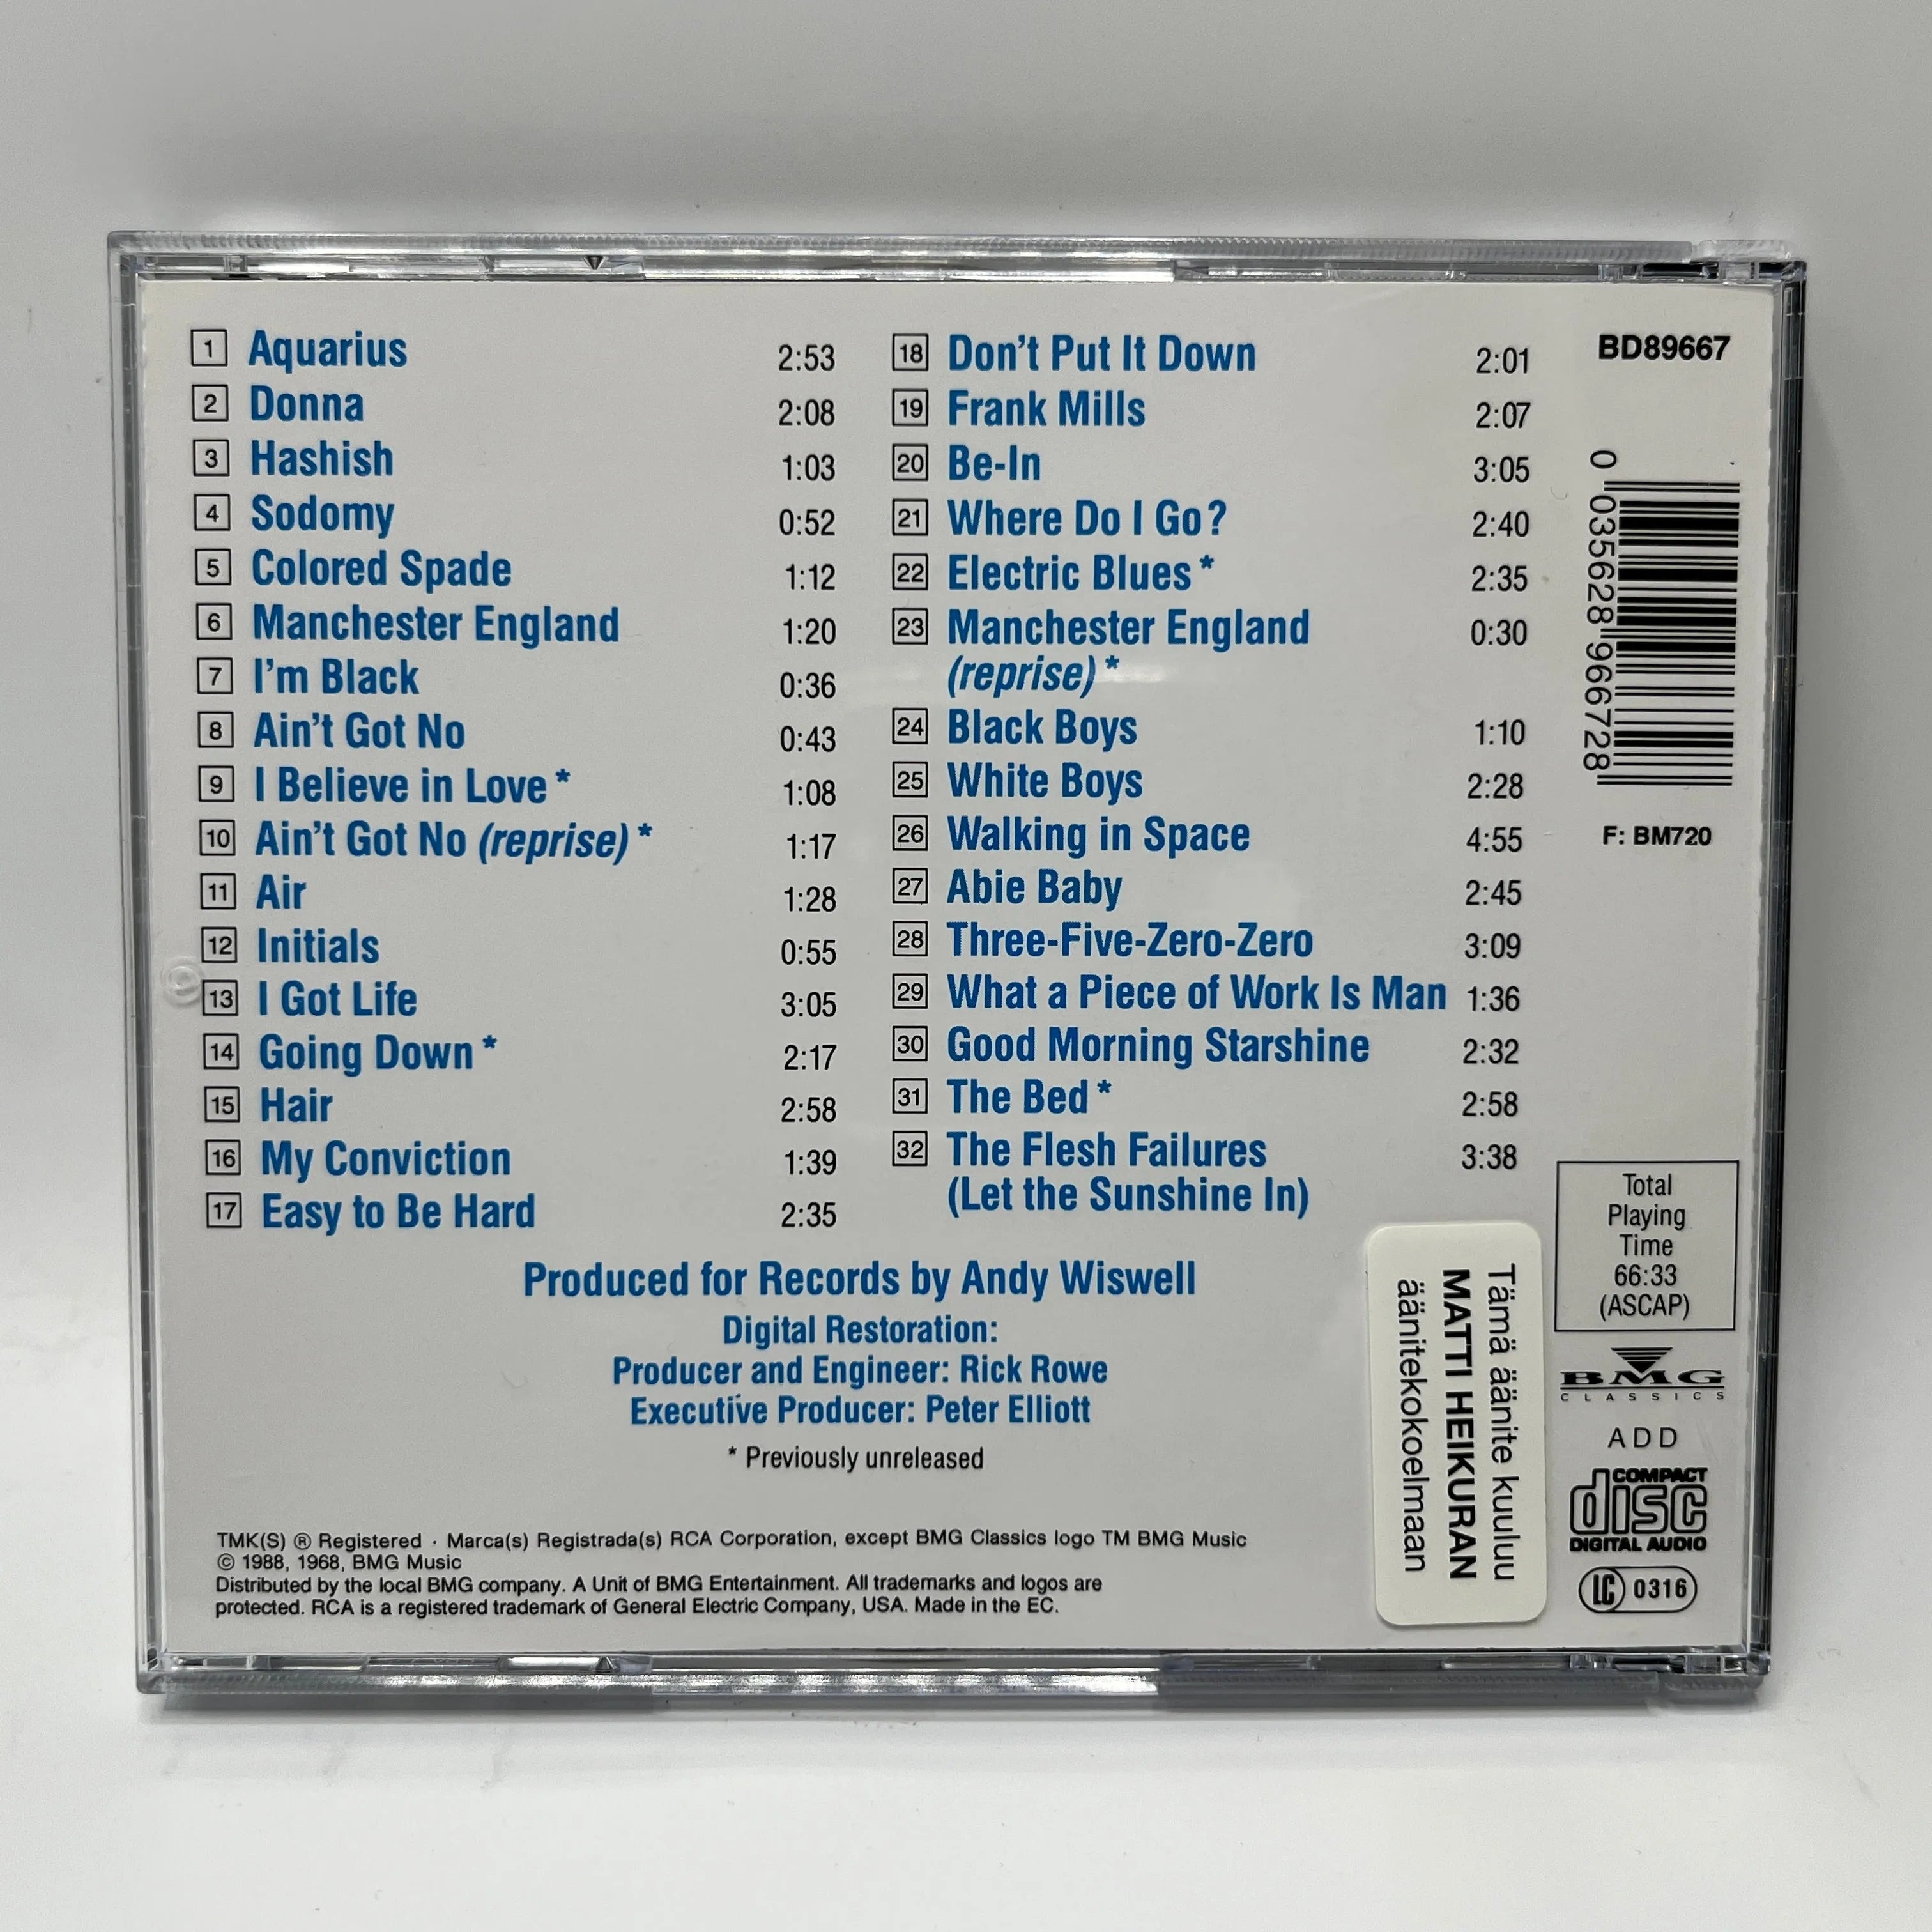 1 Aquarius 2:53
2 Donna 2:08
3 Hashish 1:03
4 Sodomy 0:52
5 Colored Spade 1:12
6 Manchester England 1:20
7 I'm Black 0:36
8 Ain't Got No 0:43
9 I Believe in Love * 1:08
10 Ain't Got No (reprise) * 1:17
11 Air 1:28
12 Initials 0:55
13 I Got Life 3:05
14 Going Down * 2:17
15 Hair 2:58
16 My Conviction 1:39
17 Easy to Be Hard 2:35
18 Don't Put It Down 2:01
19 Frank Mills 2:07
20 Be-In 3:05
21 Where Do I Go? 2:40
22 Electric Blues * 2:35
23 Manchester England 0:30
(reprise) *
24 Black Boys 1:10
25 White Boys 2:28
26 Walking in Space 4:55
27 Abie Baby 2:45
28 Three-Five-Zero-Zero 3:09
29 What a Piece of Work Is Man 1:36
30 Good Morning Starshine 2:32
31 The Bed * 2:58
32 The Flesh Failures 3:38
(Let the Sunshine In)
Produced for Records by Andy Wiswell
Digital Restoration:
Producer and Engineer: Rick Rowe
Executive Producer: Peter Elliott
* Previously unreleased
TMK(S) ® Registered · Marca(s) Registrada(s) RCA Corporation, except BMG Classics logo TM BMG Music
© 1988, 1968, BMG Music
Distributed by the local BMG company. A Unit of BMG Entertainment. All trademarks and logos are
protected. RCA is a registered trademark of General Electric Company, USA. Made in the EC.
BD89667
0 035628 966728
F: BM720
Total
Playing
Time
66:33
(ASCAP)
BMG
CLASSICS
ADD
COMPACT
disc
DIGITAL AUDIO
LC 0316
Tämä äänite kuuluu
MATTI HEIKURAN
äänitekokoelmaan